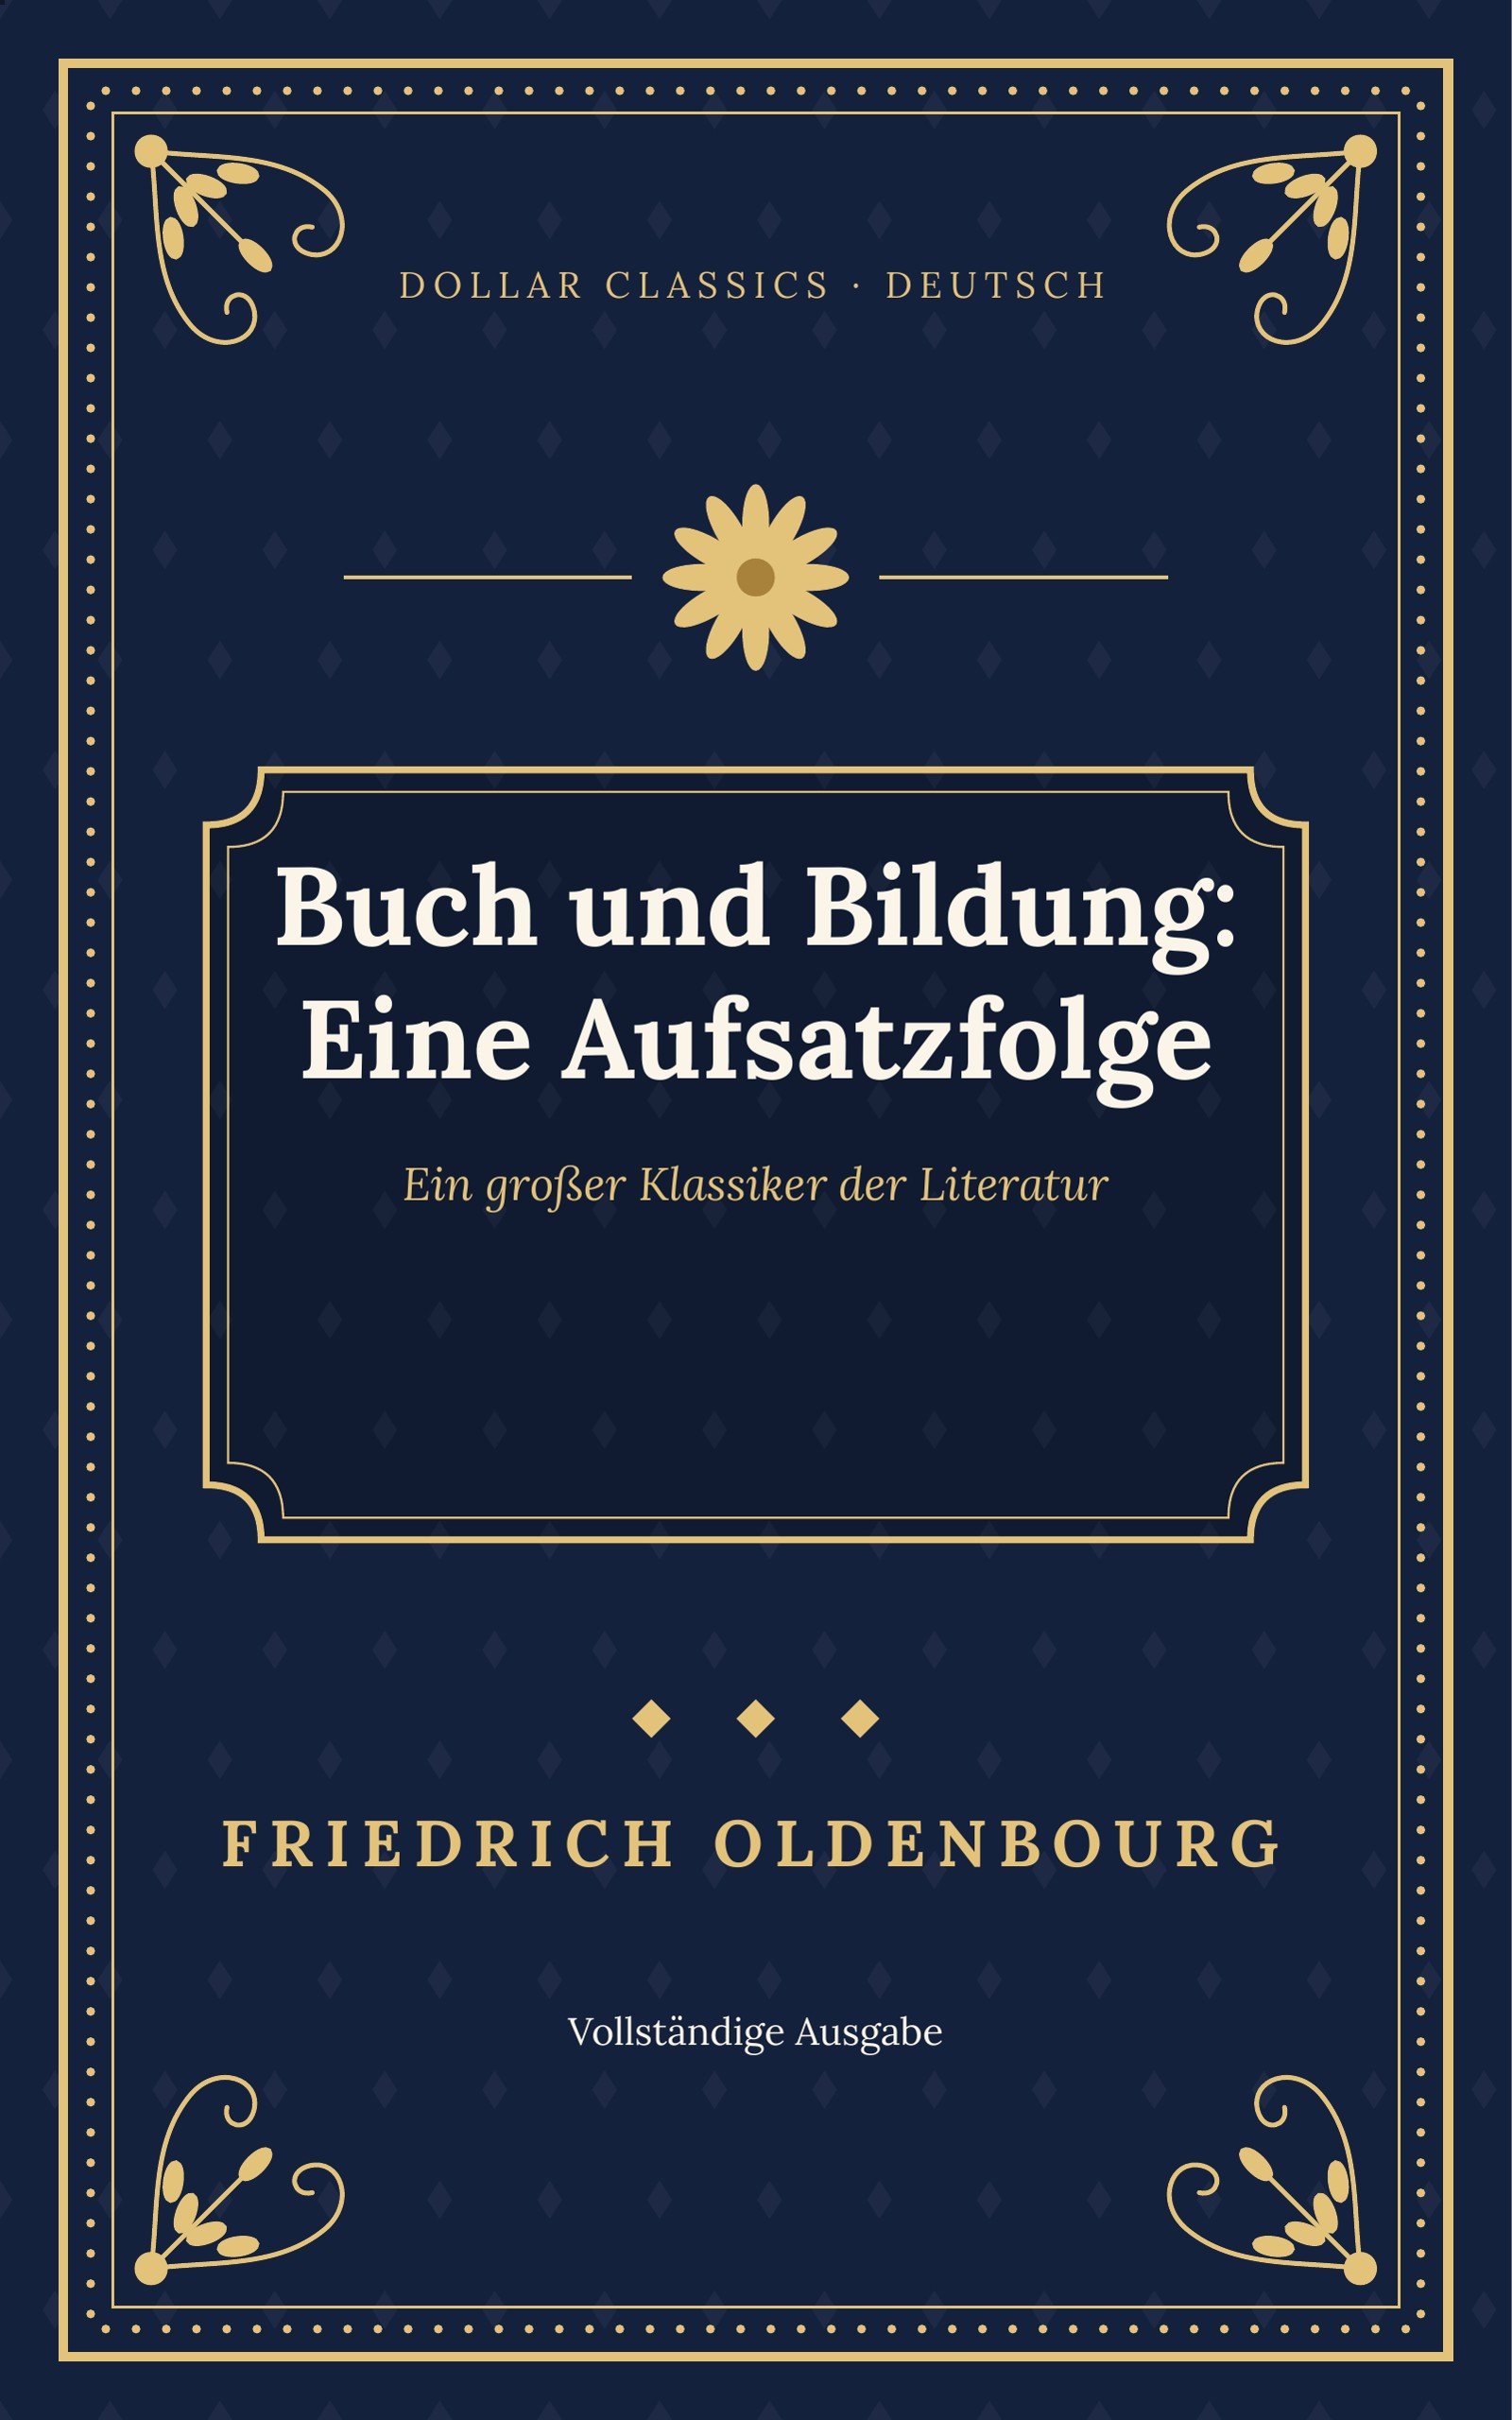 DOLLAR CLASSICS · DEUTSCH
Buch und Bildung:
Eine Aufsatzfolge
Ein großer Klassiker der Literatur
FRIEDRICH OLDENBOURG
Vollständige Ausgabe